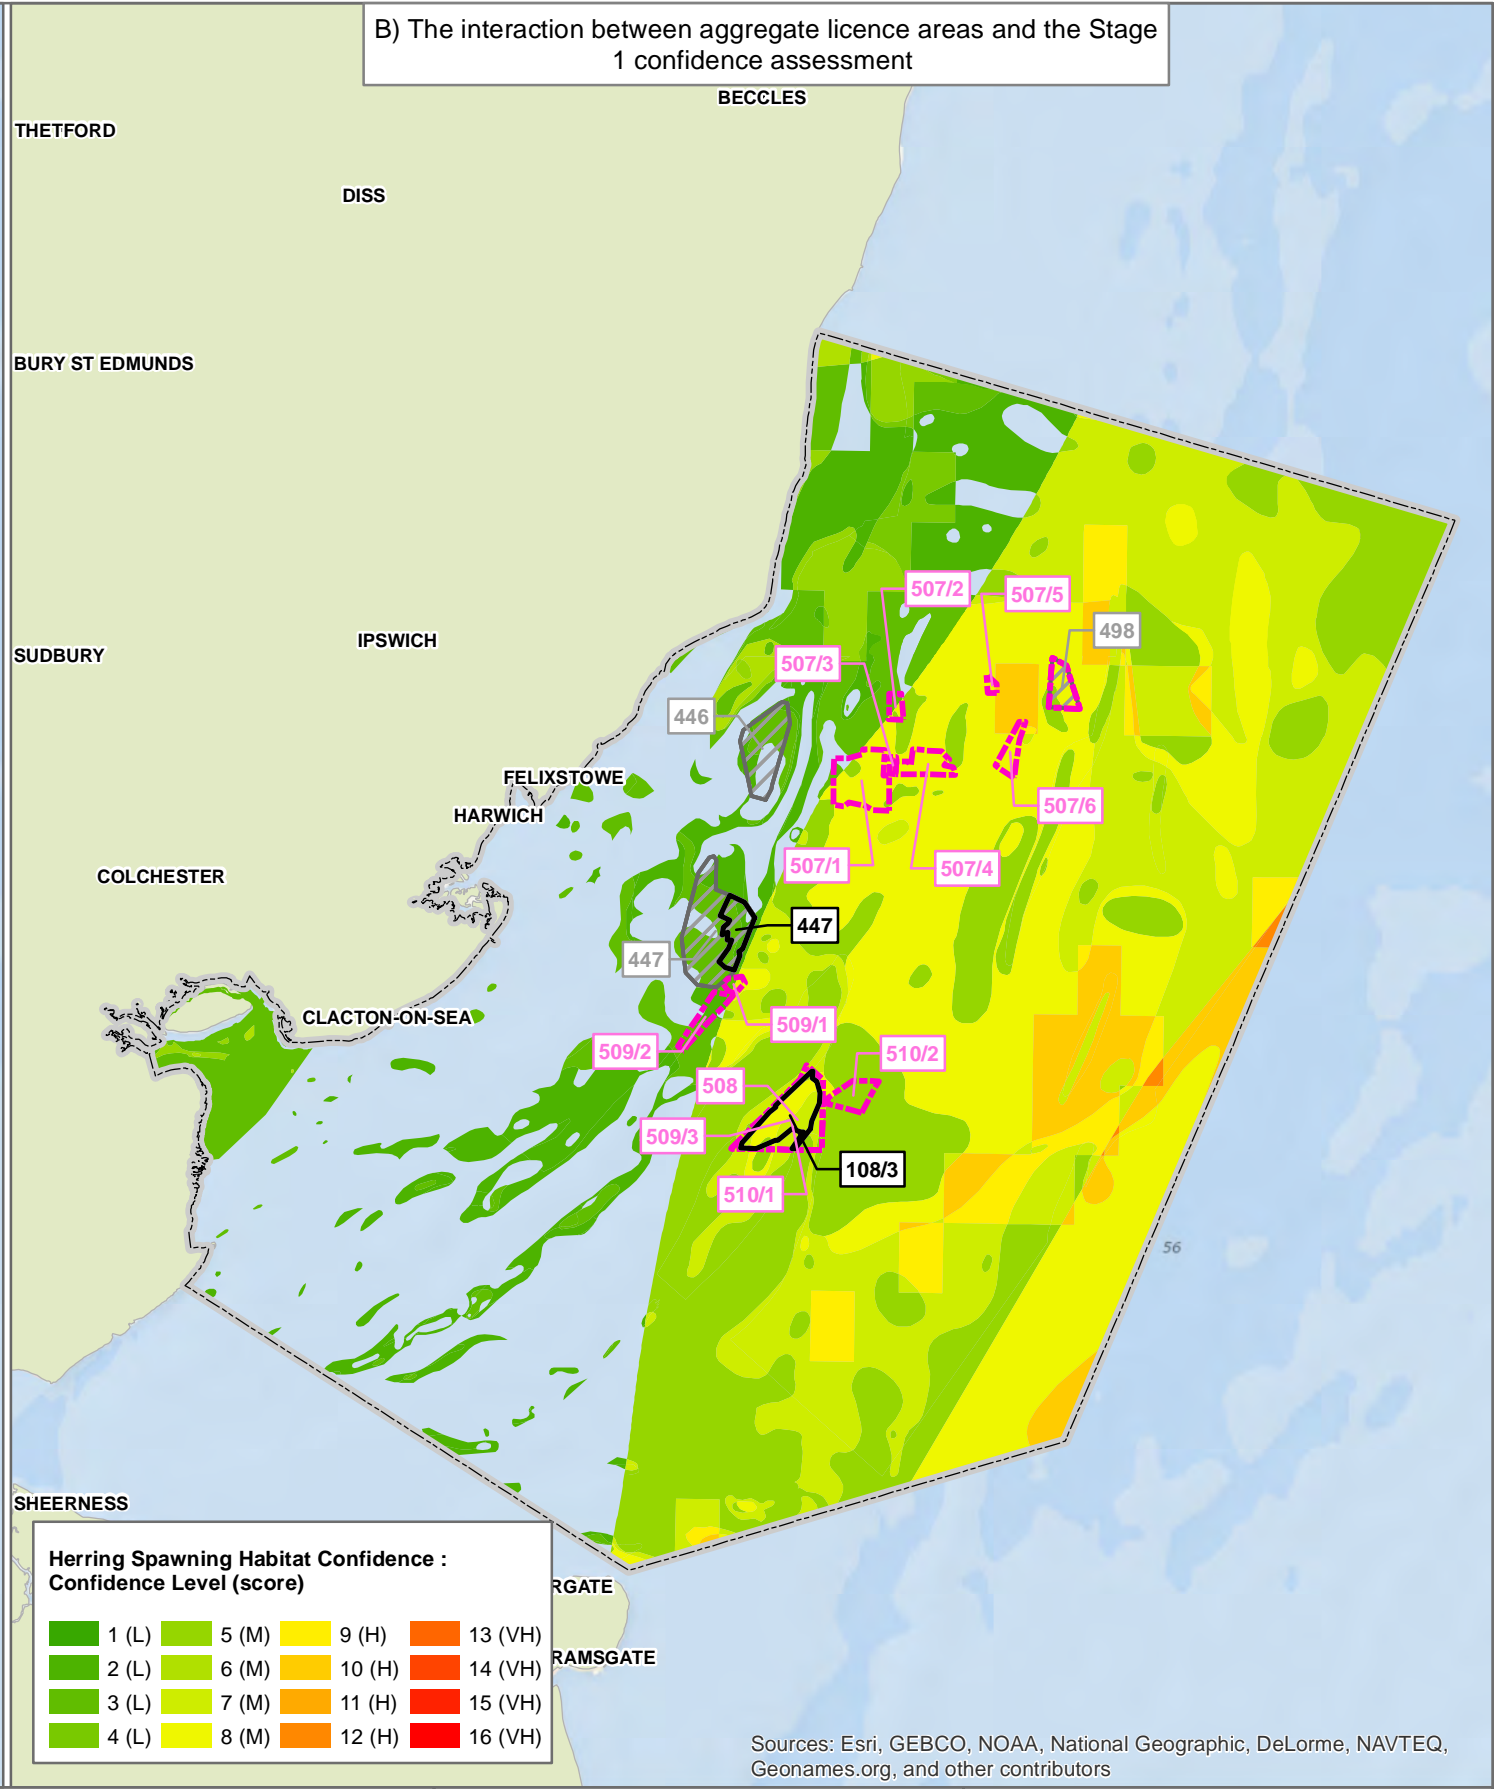 B) The interaction between aggregate licence areas and the Stage
1 confidence assessment
BECCLES
THETFORD
DISS
BURY ST EDMUNDS
507/2
507/5
498
IPSWICH
SUDBURY
507/3
446
FELIXSTOWE
507/6
HARWICH
507/1
507/4
COLCHESTER
447
447
CLACTON-ON-SEA
509/1
509/2
510/2
508
509/3
108/3
510/1
56
SHEERNESS
Herring Spawning Habitat Confidence :
Confidence Level (score)
1 (L) 5 (M) 9 (H) 13 (VH)
2 (L) 6 (M) 10 (H) 14 (VH)
3 (L) 7 (M) 11 (H) 15 (VH)
4 (L) 8 (M) 12 (H) 16 (VH)
RGATE
RAMSGATE
Sources: Esri, GEBCO, NOAA, National Geographic, DeLorme, NAVTEQ,
Geonames.org, and other contributors